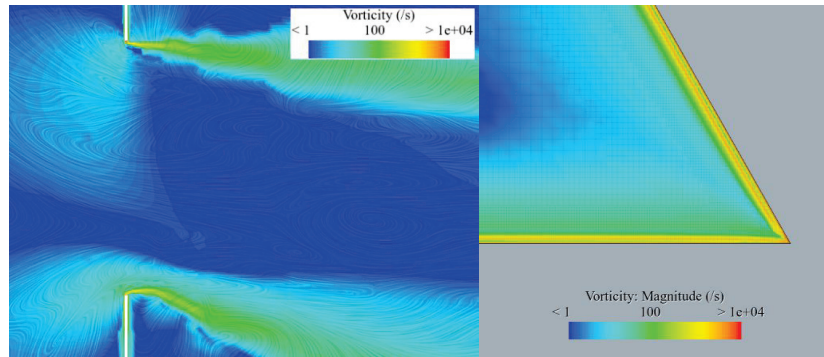 Vorticity (/s)
< 1 100 > 1e+04
Vorticity: Magnitude (/s)
< 1 100 > 1e+04